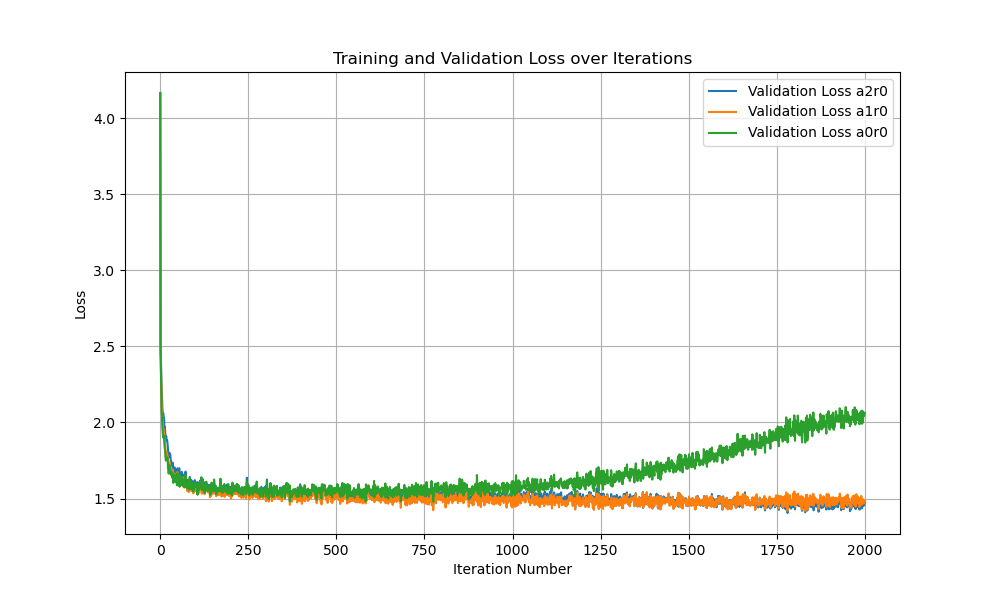 Training and Validation Loss over Iterations
Validation Loss a2r0
Validation Loss a1r0
Validation Loss a0r0
4.0
3.5
3.0
2.5
2.0
1.5
Loss
0 250 500 750 1000 1250 1500 1750 2000
Iteration Number